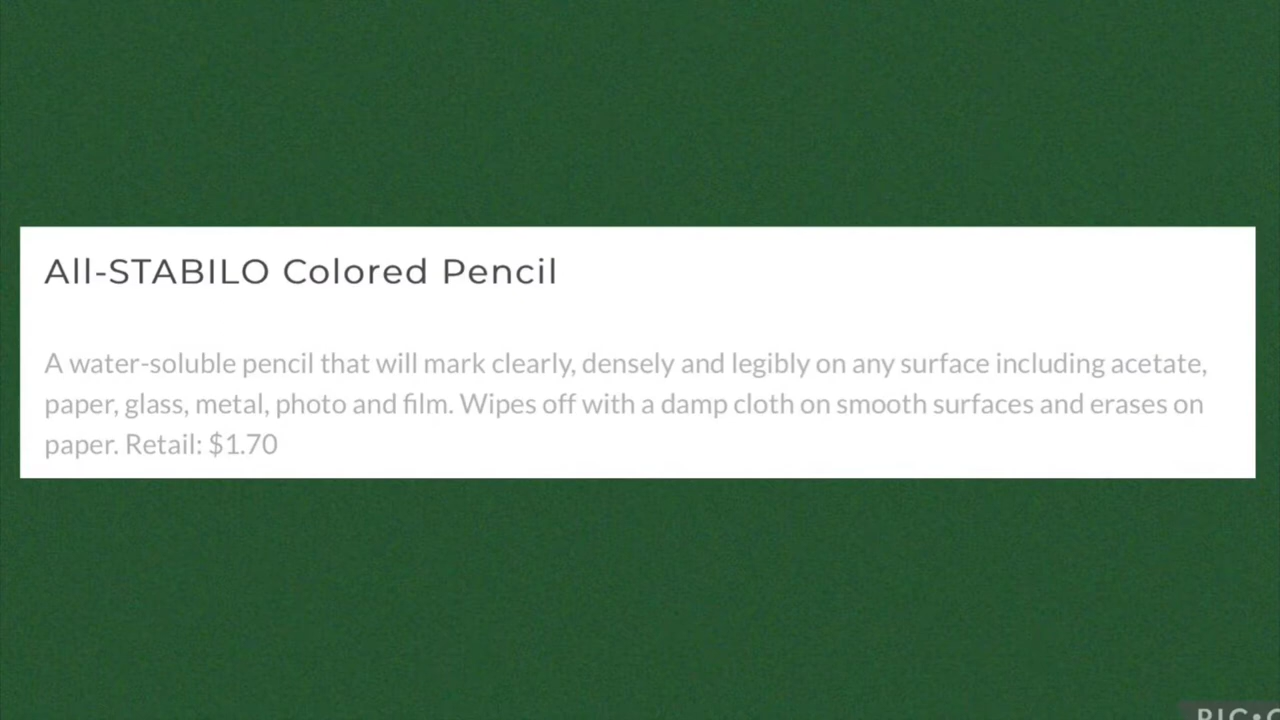 All-STABILO Colored Pencil
A water-soluble pencil that will mark clearly, densely and legibly on any surface including acetate,
paper, glass, metal, photo and film. Wipes off with a damp cloth on smooth surfaces and erases on
paper. Retail: $1.70